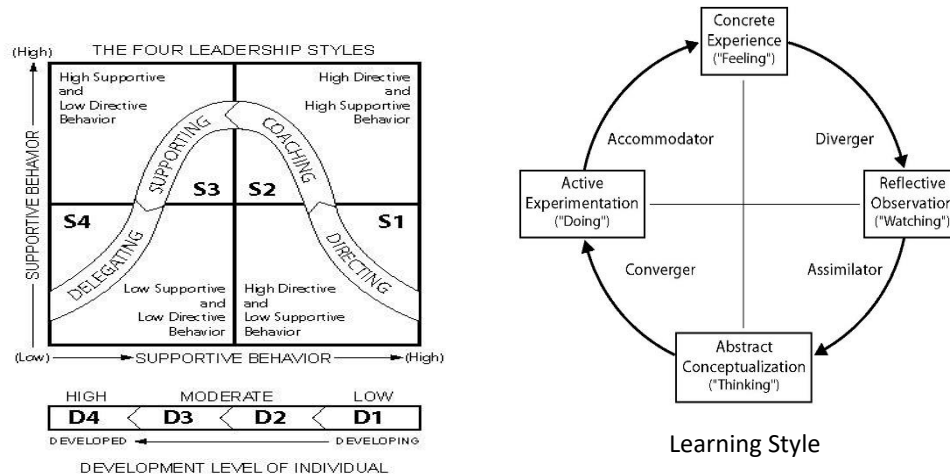 THE FOUR LEADERSHIP STYLES
(High)
High Supportive
and
Low Directive
Behavior
High Directive
and
High Supportive
Behavior
SUPPORTING
COACHING
S3
S2
S4
S1
DELEGATING
DIRECTING
Low Supportive
and
Low Directive
Behavior
High Directive
and
Low Supportive
Behavior
SUPPORTIVE BEHAVIOR
(Low)
SUPPORTIVE BEHAVIOR
(High)
HIGH
MODERATE
LOW
D4
D3
D2
D1
DEVELOPED
DEVELOPING
DEVELOPMENT LEVEL OF INDIVIDUAL
Concrete
Experience
("Feeling")
Accommodator
Diverger
Active
Experimentation
("Doing")
Reflective
Observation
("Watching")
Converger
Assimilator
Abstract
Conceptualization
("Thinking")
Learning Style